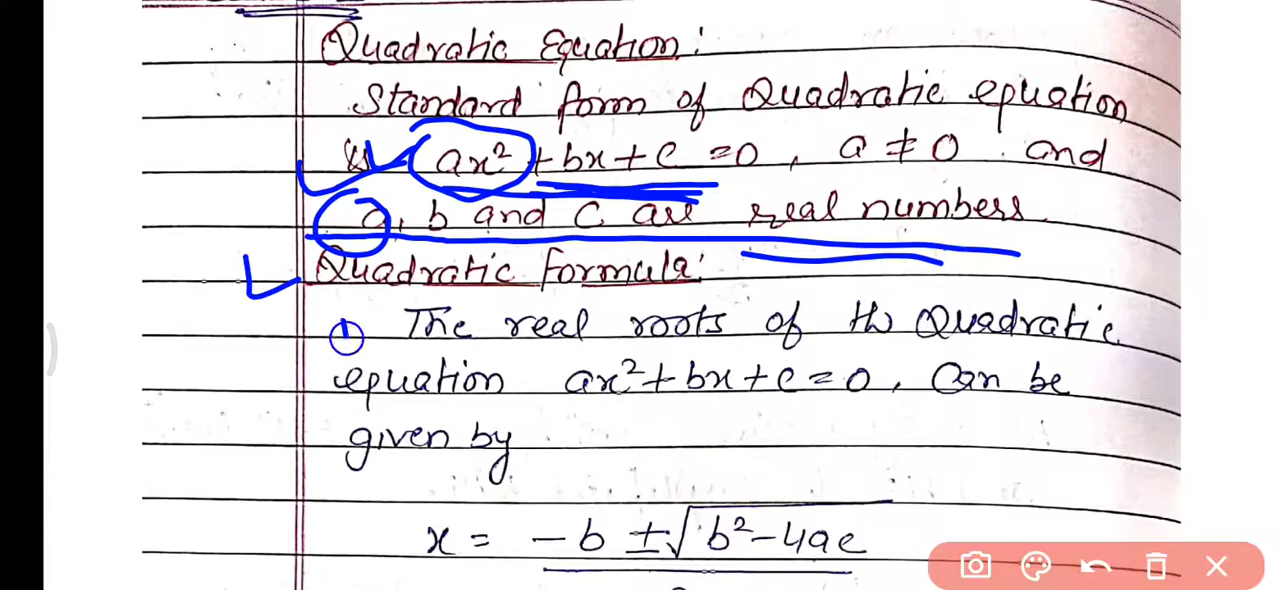 Quadratic Equation:
Standard form of Quadratic equation
is ax² + bx + c = 0, a ≠ 0 and
a, b and c are real numbers
Quadratic Formula:
① The real roots of the Quadratic
equation ax² + bx + c = 0, can be
given by
x = -b ± √b² - 4ac